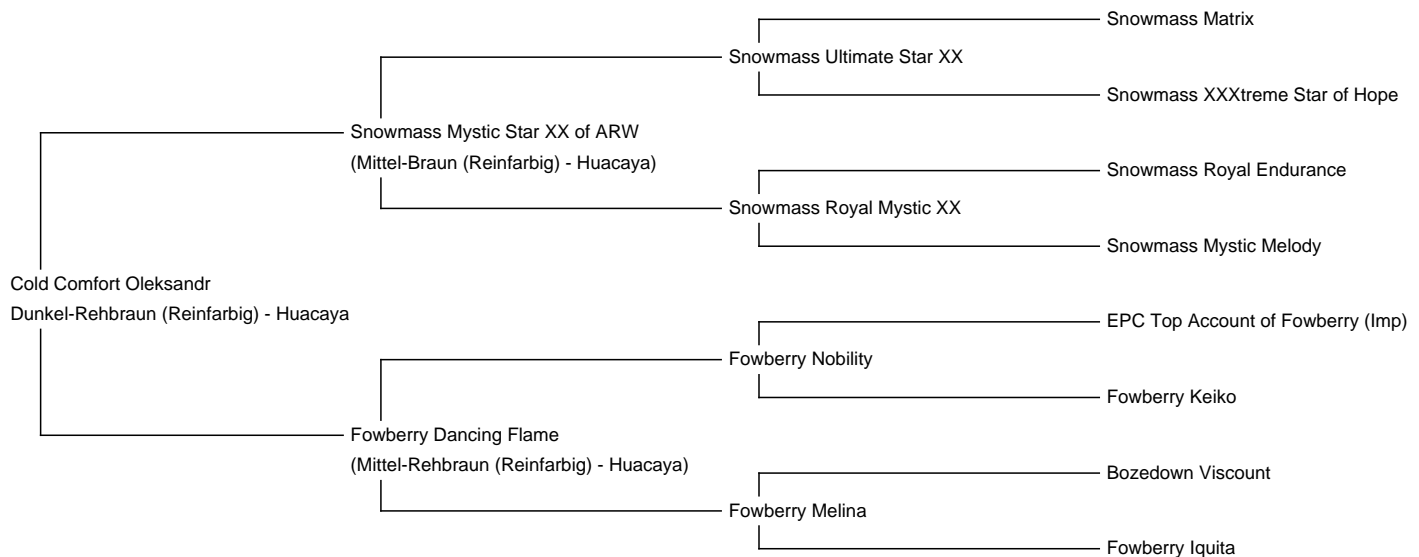 Snowmass Matrix
Snowmass Ultimate Star XX
Snowmass XXXtreme Star of Hope
Snowmass Mystic Star XX of ARW
(Mittel-Braun (Reinfarbig) - Huacaya)
Snowmass Royal Endurance
Snowmass Royal Mystic XX
Snowmass Mystic Melody
Cold Comfort Oleksandr
Dunkel-Rehbraun (Reinfarbig) - Huacaya
EPC Top Account of Fowberry (Imp)
Fowberry Nobility
Fowberry Keiko
Fowberry Dancing Flame
(Mittel-Rehbraun (Reinfarbig) - Huacaya)
Bozedown Viscount
Fowberry Melina
Fowberry Iquita